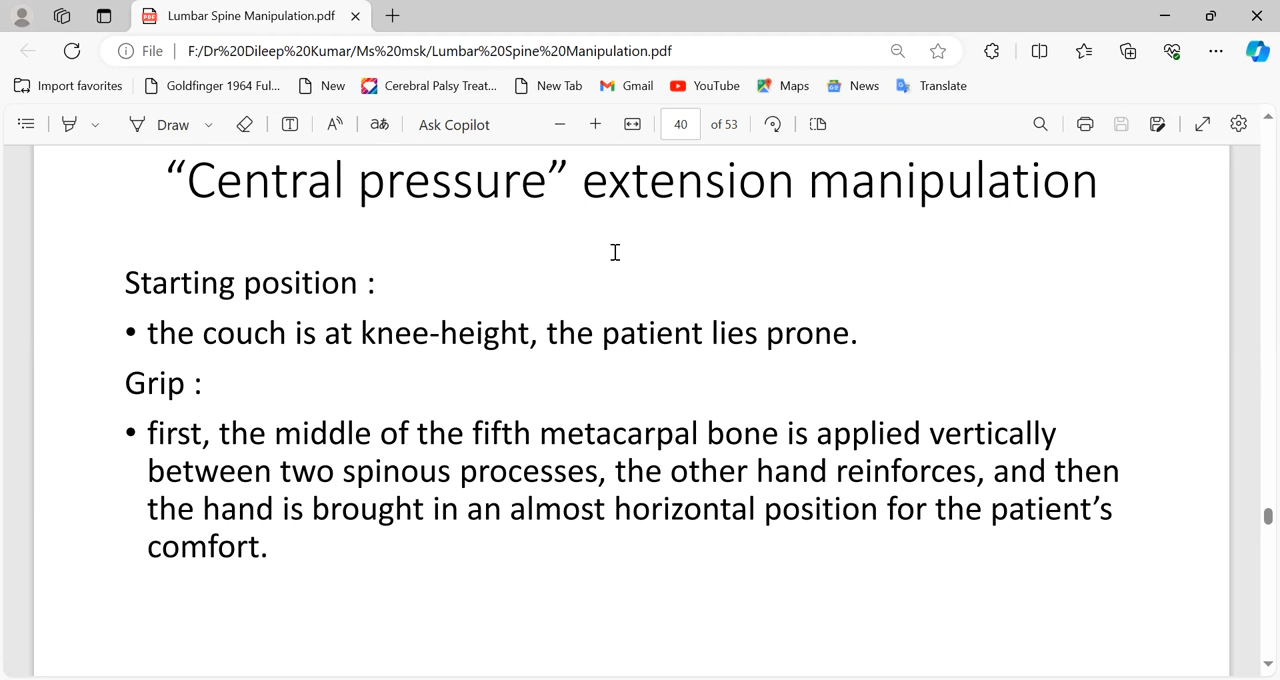 Lumbar Spine Manipulation.pdf
File F:/Dr%20Dileep%20Kumar/Ms%20msk/Lumbar%20Spine%20Manipulation.pdf
Import favorites Goldfinger 1964 Ful... New Cerebral Palsy Treat... New Tab Gmail YouTube Maps News Translate
Draw T A aあ Ask Copilot 40 of 53
“Central pressure” extension manipulation
Starting position :
• the couch is at knee-height, the patient lies prone.
Grip :
• first, the middle of the fifth metacarpal bone is applied vertically
between two spinous processes, the other hand reinforces, and then
the hand is brought in an almost horizontal position for the patient’s
comfort.